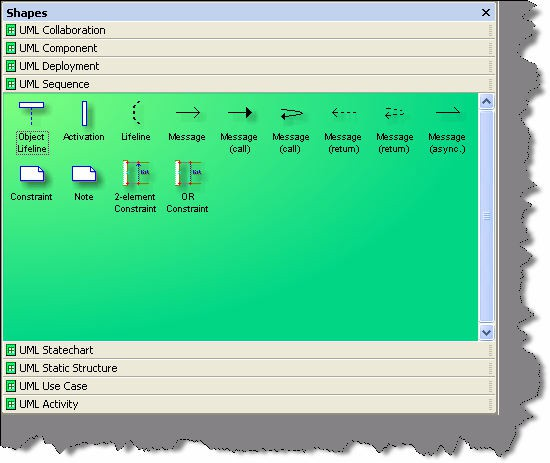 Shapes
UML Collaboration
UML Component
UML Deployment
UML Sequence
Object Lifeline
Activation
Lifeline
Message
Message (call)
Message (call)
Message (return)
Message (return)
Message (async.)
Constraint
Note
2-element Constraint
OR Constraint
UML Statechart
UML Static Structure
UML Use Case
UML Activity